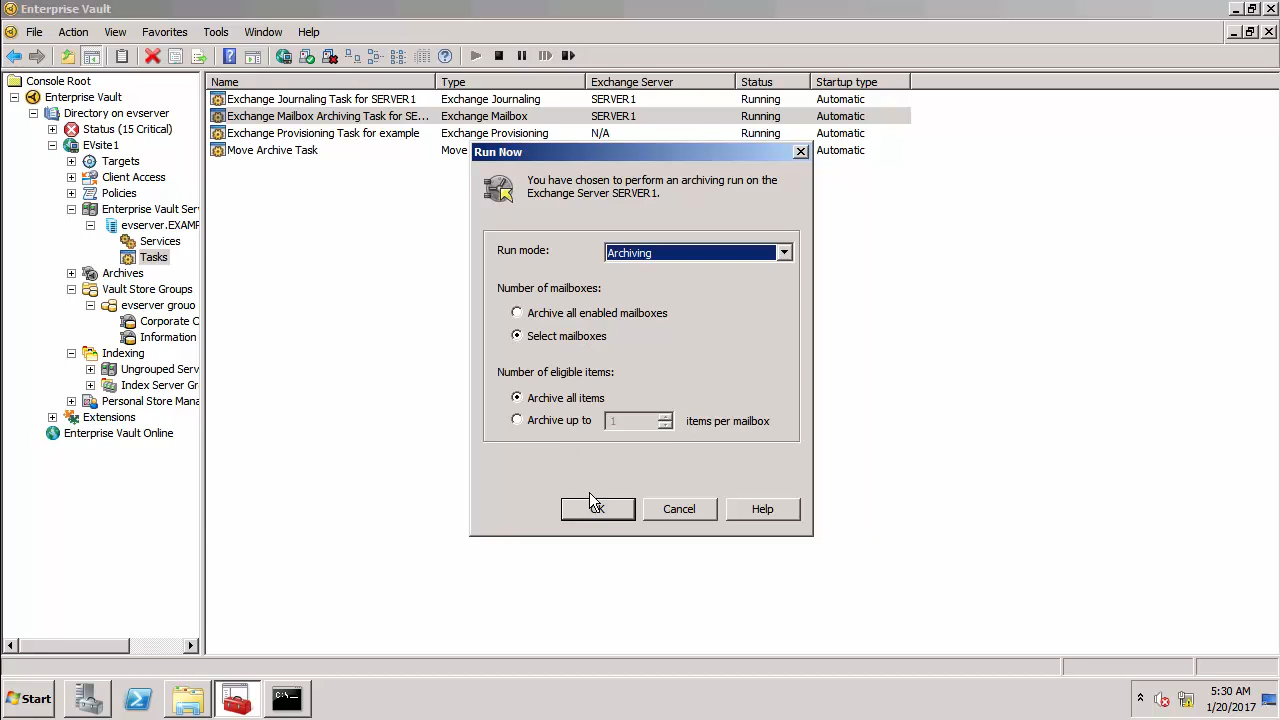 Enterprise Vault
File Action View Favorites Tools Window Help
Console Root
Enterprise Vault
Directory on evserver
Status (15 Critical)
EVsite1
Targets
Client Access
Policies
Enterprise Vault Serv
evserver.EXAMP
Services
Tasks
Archives
Vault Store Groups
evserver grouo
Corporate C
Information
Indexing
Ungrouped Serv
Index Server Gr
Personal Store Mana
Extensions
Enterprise Vault Online
Name Type Exchange Server Status Startup type
Exchange Journaling Task for SERVER1 Exchange Journaling SERVER1 Running Automatic
Exchange Mailbox Archiving Task for SE... Exchange Mailbox SERVER1 Running Automatic
Exchange Provisioning Task for example Exchange Provisioning N/A Running Automatic
Move Archive Task Move Automatic
Run Now
You have chosen to perform an archiving run on the
Exchange Server SERVER1.
Run mode: Archiving
Number of mailboxes:
Archive all enabled mailboxes
Select mailboxes
Number of eligible items:
Archive all items
Archive up to 1 items per mailbox
OK Cancel Help
Start
C:\
5:30 AM
1/20/2017